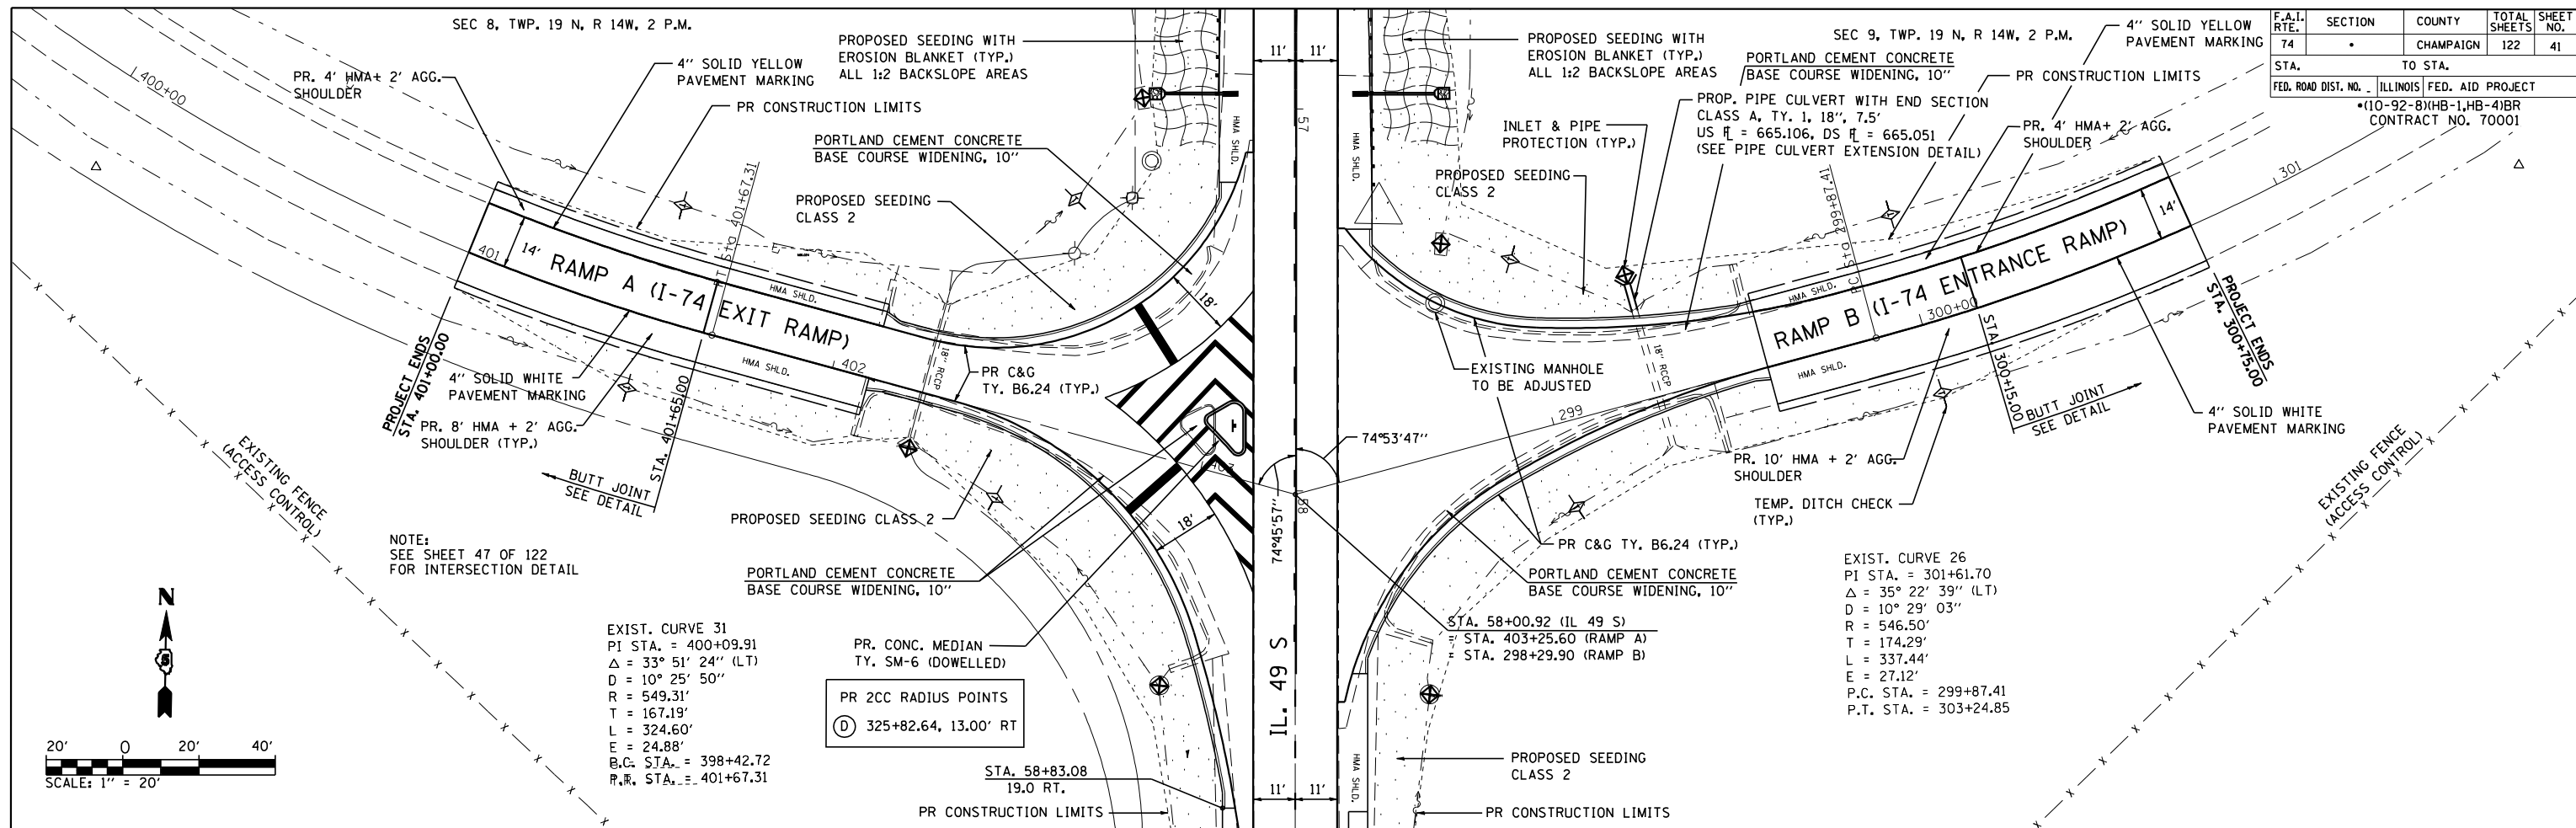 SEC 8, TWP. 19 N, R 14W, 2 P.M.
PROPOSED SEEDING WITH
EROSION BLANKET (TYP.)
ALL 1:2 BACKSLOPE AREAS
4" SOLID YELLOW
PAVEMENT MARKING
PR. 4' HMA+ 2' AGG.
SHOULDER
PR CONSTRUCTION LIMITS
PORTLAND CEMENT CONCRETE
BASE COURSE WIDENING, 10"
PROPOSED SEEDING
CLASS 2
400+00
401
14'
RAMP A (I-74 EXIT RAMP)
PT Sta 401+67.31
HMA SHLD.
HMA SHLD.
402
18" RCCP
PROJECT ENDS
STA. 401+00.00
4" SOLID WHITE
PAVEMENT MARKING
PR. 8' HMA + 2' AGG.
SHOULDER (TYP.)
STA. 401+65.00
BUTT JOINT
SEE DETAIL
PR C&G
TY. B6.24 (TYP.)
18'
18'
EXISTING FENCE
(ACCESS CONTROL)
PROPOSED SEEDING CLASS 2
NOTE:
SEE SHEET 47 OF 122
FOR INTERSECTION DETAIL
PORTLAND CEMENT CONCRETE
BASE COURSE WIDENING, 10"
N
20' 0 20' 40'
SCALE: 1" = 20'
EXIST. CURVE 31
PI STA. = 400+09.91
Δ = 33° 51' 24" (LT)
D = 10° 25' 50"
R = 549.31'
T = 167.19'
L = 324.60'
E = 24.88'
P.C. STA. = 398+42.72
P.T. STA. = 401+67.31
PR. CONC. MEDIAN
TY. SM-6 (DOWELLED)
PR 2CC RADIUS POINTS
D 325+82.64, 13.00' RT
STA. 58+83.08
19.0 RT.
PR CONSTRUCTION LIMITS
11' 11'
57
HMA SHLD.
HMA SHLD.
58
74°45'57"
74°53'47"
IL. 49 S
HMA SHLD.
11' 11'
PROPOSED SEEDING WITH
EROSION BLANKET (TYP.)
ALL 1:2 BACKSLOPE AREAS
SEC 9, TWP. 19 N, R 14W, 2 P.M.
4" SOLID YELLOW
PAVEMENT MARKING
PORTLAND CEMENT CONCRETE
BASE COURSE WIDENING, 10"
PR CONSTRUCTION LIMITS
PROP. PIPE CULVERT WITH END SECTION
CLASS A, TY. 1, 18", 7.5'
US FL = 665.106, DS FL = 665.051
(SEE PIPE CULVERT EXTENSION DETAIL)
INLET & PIPE
PROTECTION (TYP.)
PR. 4' HMA+ 2' AGG.
SHOULDER
PROPOSED SEEDING
CLASS 2
PC Sta 299+87.41
HMA SHLD.
RAMP B (I-74 ENTRANCE RAMP)
300+00
14'
301
HMA SHLD.
18" RCCP
299
EXISTING MANHOLE
TO BE ADJUSTED
PROJECT ENDS
STA. 300+75.00
STA. 300+15.00
BUTT JOINT
SEE DETAIL
4" SOLID WHITE
PAVEMENT MARKING
PR. 10' HMA + 2' AGG.
SHOULDER
TEMP. DITCH CHECK
(TYP.)
EXISTING FENCE
(ACCESS CONTROL)
PR C&G TY. B6.24 (TYP.)
PORTLAND CEMENT CONCRETE
BASE COURSE WIDENING, 10"
STA. 58+00.92 (IL 49 S)
= STA. 403+25.60 (RAMP A)
= STA. 298+29.90 (RAMP B)
EXIST. CURVE 26
PI STA. = 301+61.70
Δ = 35° 22' 39" (LT)
D = 10° 29' 03"
R = 546.50'
T = 174.29'
L = 337.44'
E = 27.12'
P.C. STA. = 299+87.41
P.T. STA. = 303+24.85
PROPOSED SEEDING
CLASS 2
PR CONSTRUCTION LIMITS
F.A.I. RTE. SECTION COUNTY TOTAL SHEETS SHEET NO.
74 • CHAMPAIGN 122 41
STA. TO STA.
FED. ROAD DIST. NO. _ ILLINOIS FED. AID PROJECT
•(10-92-8)(HB-1,HB-4)BR
CONTRACT NO. 70001